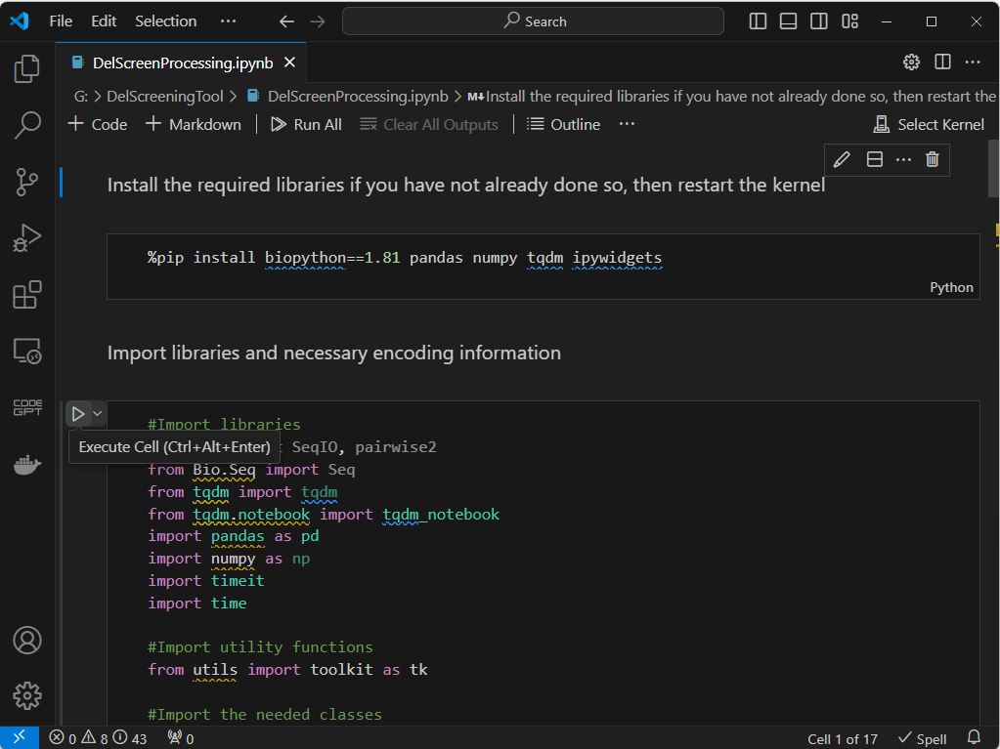 File Edit Selection ··· Search
DelScreenProcessing.ipynb
G: > DelScreeningTool > DelScreenProcessing.ipynb > M↓Install the required libraries if you have not already done so, then restart the
+ Code + Markdown Run All Clear All Outputs Outline ··· Select Kernel
Install the required libraries if you have not already done so, then restart the kernel
%pip install biopython==1.81 pandas numpy tqdm ipywidgets
Python
Import libraries and necessary encoding information
#Import libraries
Execute Cell (Ctrl+Alt+Enter) SeqIO, pairwise2
from Bio.Seq import Seq
from tqdm import tqdm
from tqdm.notebook import tqdm_notebook
import pandas as pd
import numpy as np
import timeit
import time
#Import utility functions
from utils import toolkit as tk
#Import the needed classes
CODE
GPT
0 8 43 0 Cell 1 of 17 Spell